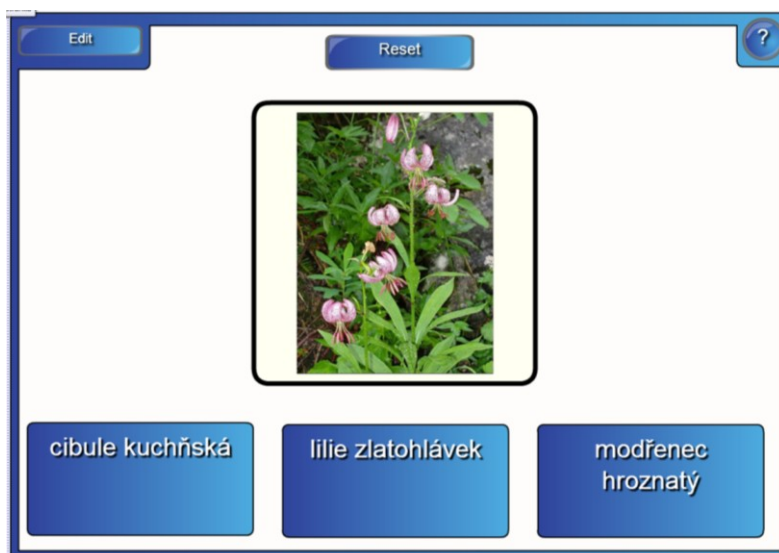 Edit
Reset
?
cibule kuchňská
lilie zlatohlávek
modřenec
hroznatý